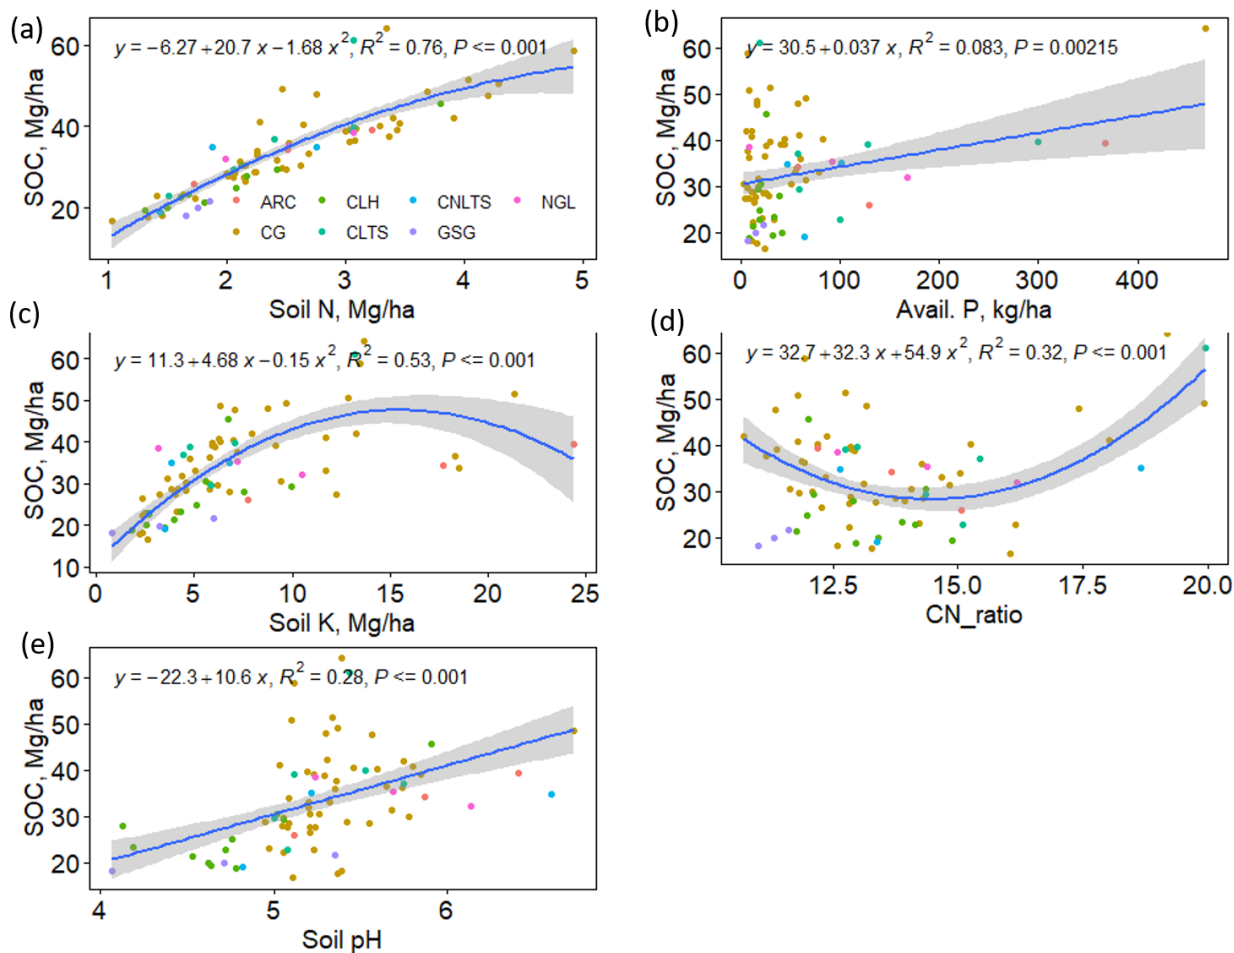 (a)
y = −6.27 + 20.7 x − 1.68 x², R² = 0.76, P <= 0.001
SOC, Mg/ha
60
40
20
ARC CLH CNLTS NGL
CG CLTS GSG
1 2 3 4 5
Soil N, Mg/ha
(b)
y = 30.5 + 0.037 x, R² = 0.083, P = 0.00215
SOC, Mg/ha
60
50
40
30
20
0 100 200 300 400
Avail. P, kg/ha
(c)
y = 11.3 + 4.68 x − 0.15 x², R² = 0.53, P <= 0.001
SOC, Mg/ha
60
50
40
30
20
10
0 5 10 15 20 25
Soil K, Mg/ha
(d)
y = 32.7 + 32.3 x + 54.9 x², R² = 0.32, P <= 0.001
SOC, Mg/ha
60
50
40
30
20
12.5 15.0 17.5 20.0
CN_ratio
(e)
y = −22.3 + 10.6 x, R² = 0.28, P <= 0.001
SOC, Mg/ha
60
50
40
30
20
4 5 6
Soil pH